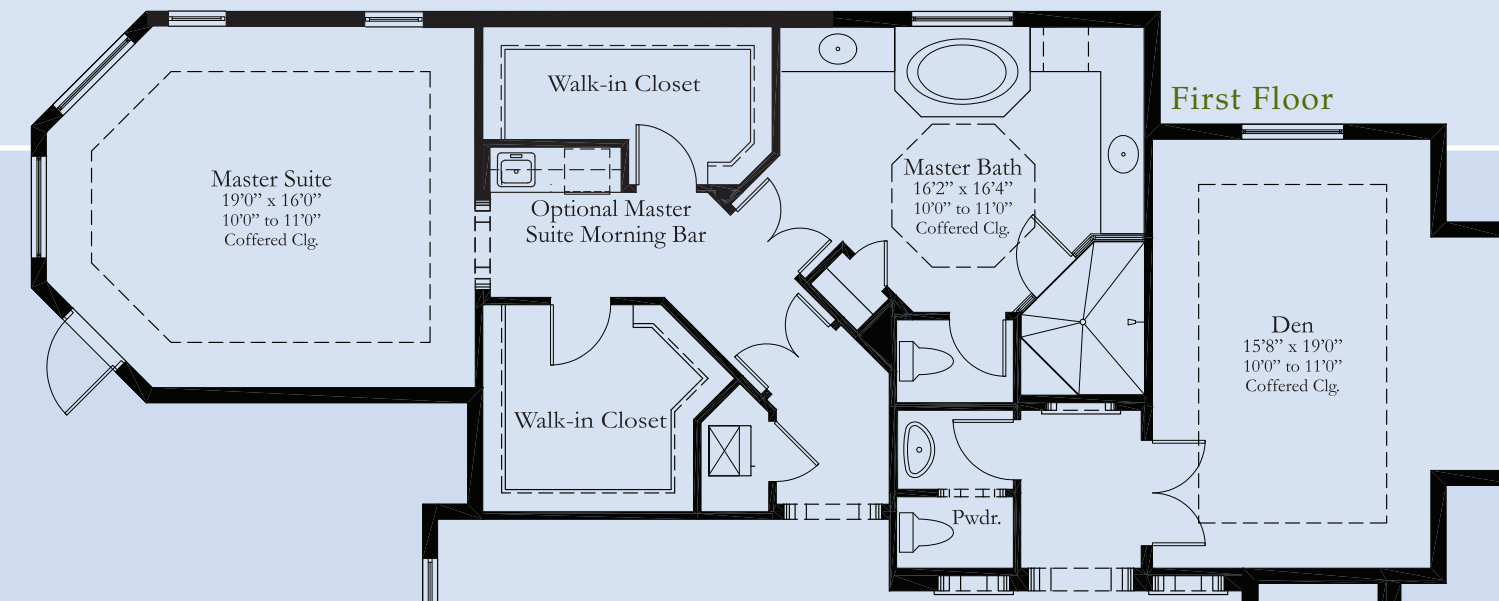 First Floor
Walk-in Closet
Master Suite
19'0” x 16'0”
10'0” to 11'0”
Coffered Clg.
Optional Master
Suite Morning Bar
Master Bath
16'2” x 16'4”
10'0” to 11'0”
Coffered Clg.
Den
15'8” x 19'0”
10'0” to 11'0”
Coffered Clg.
Walk-in Closet
Pwdr.